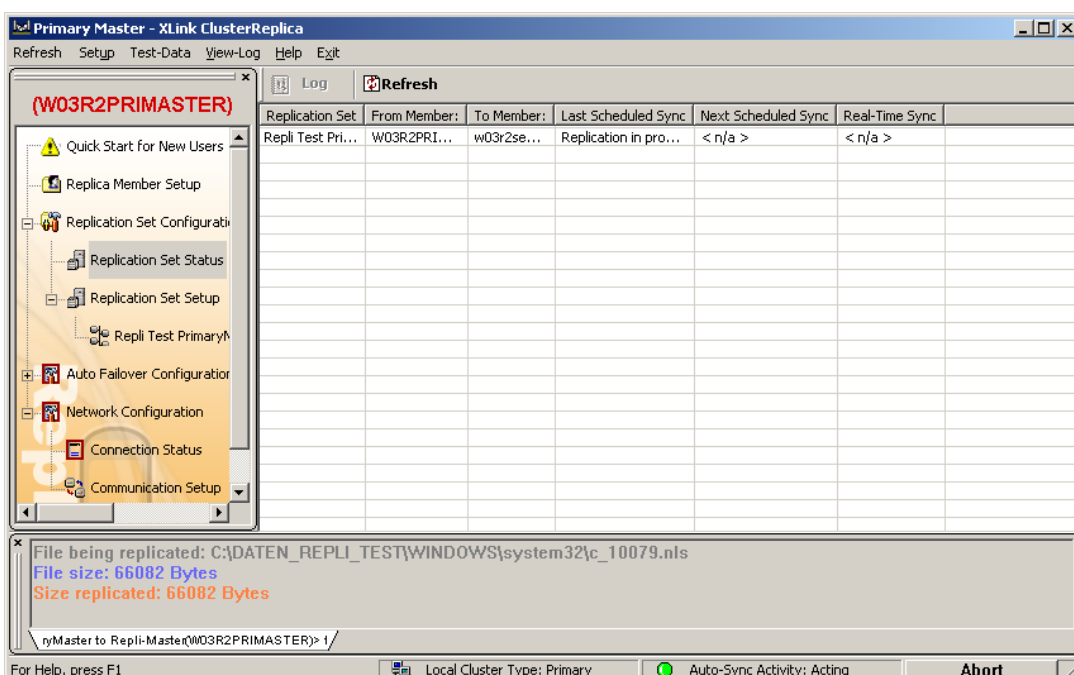 Primary Master - XLink ClusterReplica
Refresh Setup Test-Data View-Log Help Exit
(W03R2PRIMASTER)
Quick Start for New Users
Replica Member Setup
Replication Set Configurati
Replication Set Status
Replication Set Setup
Repli Test PrimaryM
Auto Failover Configuration
Network Configuration
Connection Status
Communication Setup
Repl
Log Refresh
Replication Set From Member: To Member: Last Scheduled Sync Next Scheduled Sync Real-Time Sync
Repli Test Pri... W03R2PRI... w03r2se... Replication in pro... < n/a > < n/a >
File being replicated: C:\DATEN_REPLI_TEST\WINDOWS\system32\c_10079.nls
File size: 66082 Bytes
Size replicated: 66082 Bytes
ryMaster to Repli-Master(W03R2PRIMASTER)> t
For Help, press F1 Local Cluster Type: Primary Auto-Sync Activity: Acting Abort